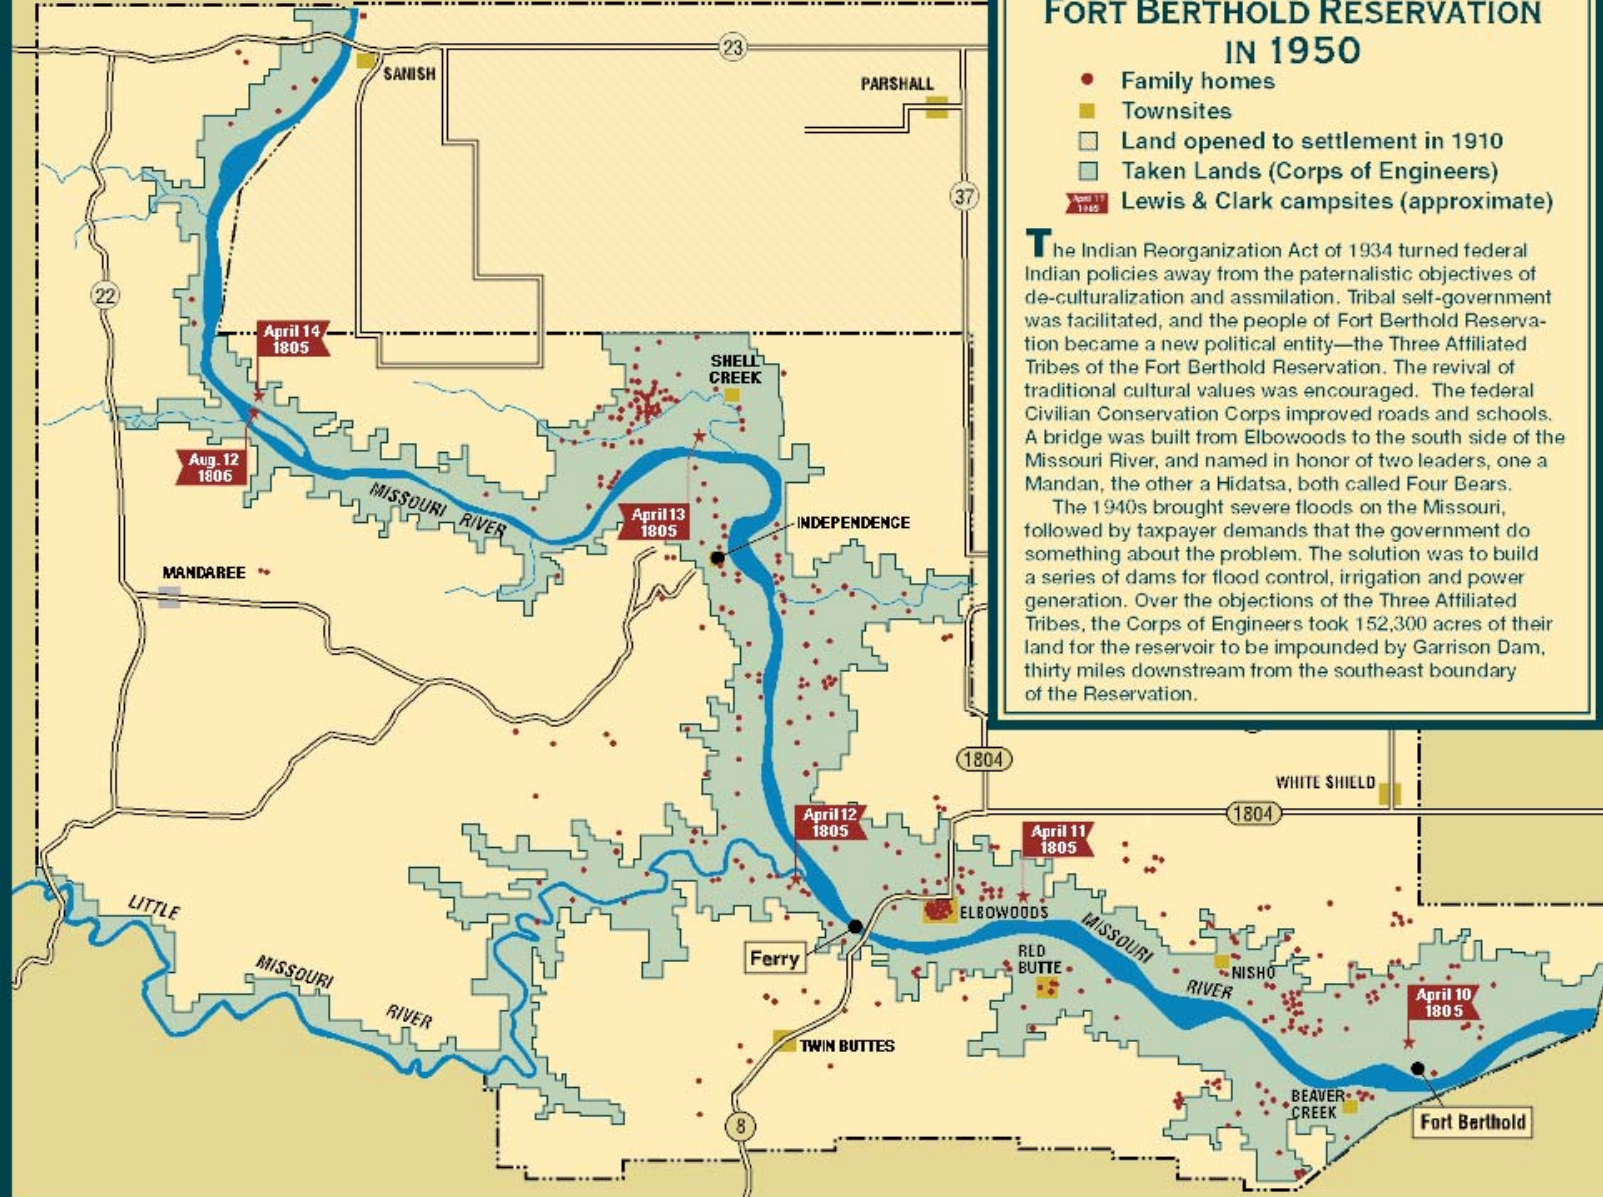 FORT BERTHOLD RESERVATION
IN 1950
Family homes
Townsites
Land opened to settlement in 1910
Taken Lands (Corps of Engineers)
April 11
1805
Lewis & Clark campsites (approximate)
The Indian Reorganization Act of 1934 turned federal
Indian policies away from the paternalistic objectives of
de-culturalization and assmilation. Tribal self-government
was facilitated, and the people of Fort Berthold Reserva-
tion became a new political entity—the Three Affiliated
Tribes of the Fort Berthold Reservation. The revival of
traditional cultural values was encouraged. The federal
Civilian Conservation Corps improved roads and schools.
A bridge was built from Elbowoods to the south side of the
Missouri River, and named in honor of two leaders, one a
Mandan, the other a Hidatsa, both called Four Bears.
The 1940s brought severe floods on the Missouri,
followed by taxpayer demands that the government do
something about the problem. The solution was to build
a series of dams for flood control, irrigation and power
generation. Over the objections of the Three Affiliated
Tribes, the Corps of Engineers took 152,300 acres of their
land for the reservoir to be impounded by Garrison Dam,
thirty miles downstream from the southeast boundary
of the Reservation.
23
SANISH
PARSHALL
37
22
April 14
1805
SHELL
CREEK
Aug. 12
1806
MISSOURI RIVER
April 13
1805
INDEPENDENCE
MANDAREE
1804
WHITE SHIELD
1804
April 12
1805
April 11
1805
LITTLE
MISSOURI
RIVER
ELBOWOODS
MISSOURI
RIVER
Ferry
RED
BUTTE
NISHO
April 10
1805
TWIN BUTTES
BEAVER
CREEK
8
Fort Berthold